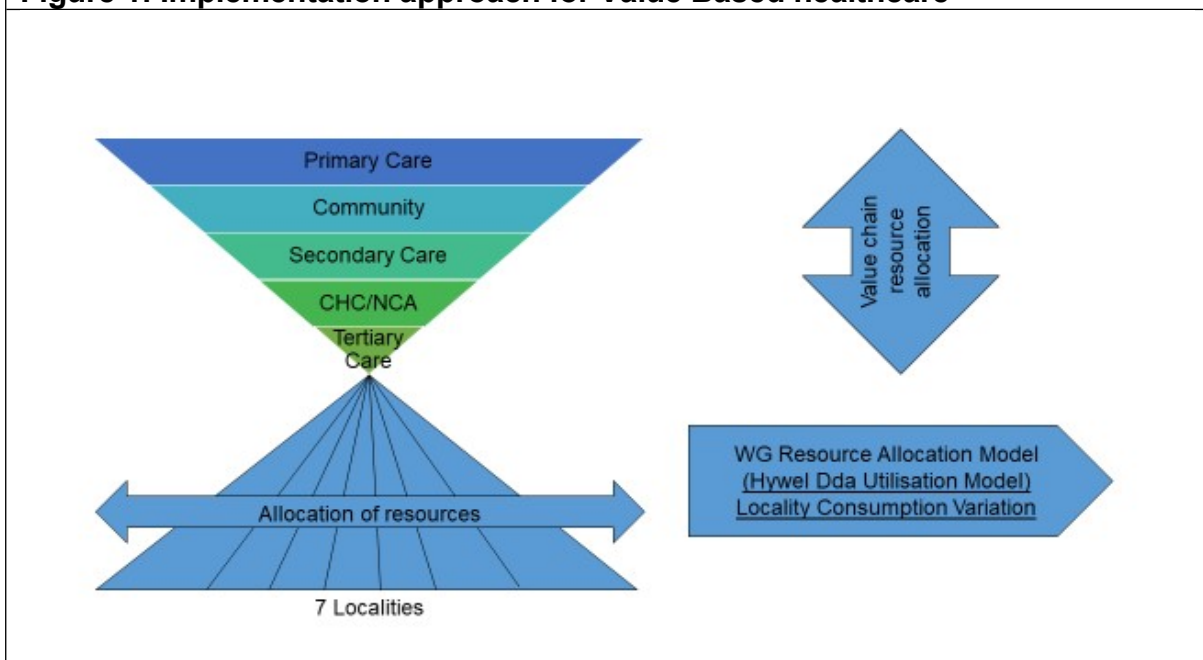 Figure 1: Implementation approach for Value Based healthcare
Primary Care
Community
Secondary Care
CHC/NCA
Tertiary
Care
Allocation of resources
7 Localities
Value chain
resource
allocation
WG Resource Allocation Model
(Hywel Dda Utilisation Model)
Locality Consumption Variation